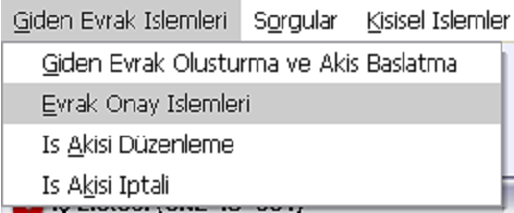 Giden Evrak Islemleri Sorgular Kisisel Islemler
Giden Evrak Olusturma ve Akis Baslatma
Evrak Onay Islemleri
Is Akisi Düzenleme
Is Akisi Iptali